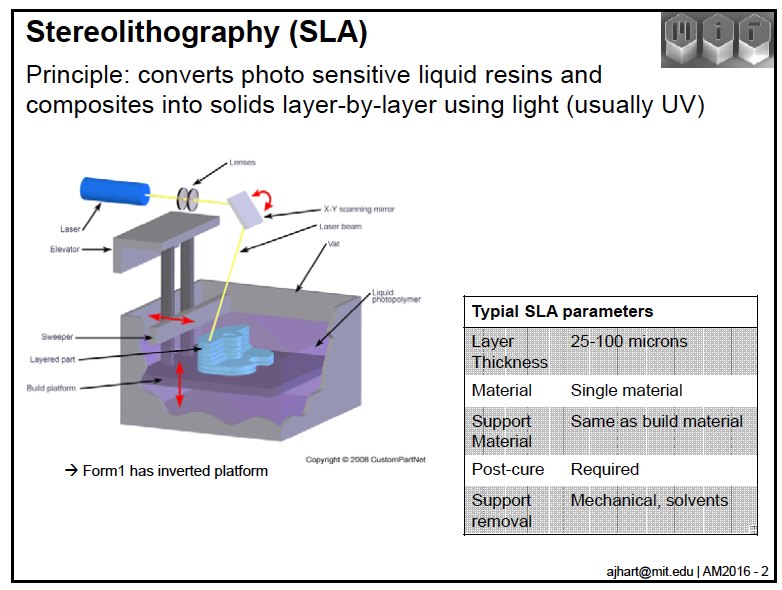 Stereolithography (SLA)
MIT
Principle: converts photo sensitive liquid resins and
composites into solids layer-by-layer using light (usually UV)
Lenses
X-Y scanning mirror
Laser
Laser beam
Elevator
Vat
Liquid
photopolymer
Sweeper
Layered part
Build platform
Copyright © 2008 CustomPartNet
→ Form1 has inverted platform
Typial SLA parameters
Layer 25-100 microns
Thickness
Material Single material
Support Same as build material
Material
Post-cure Required
Support Mechanical, solvents
removal
ajhart@mit.edu | AM2016 - 2